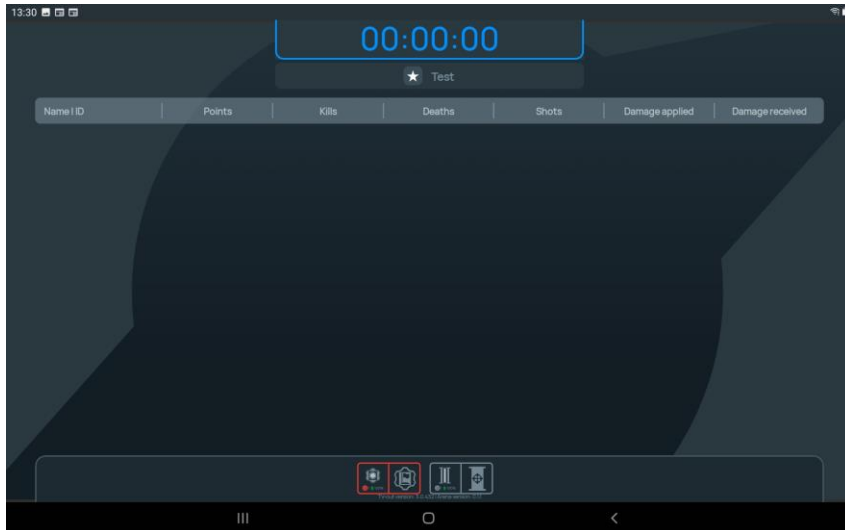 13:30
00:00:00
Test
Name | ID Points Kills Deaths Shots Damage applied Damage received